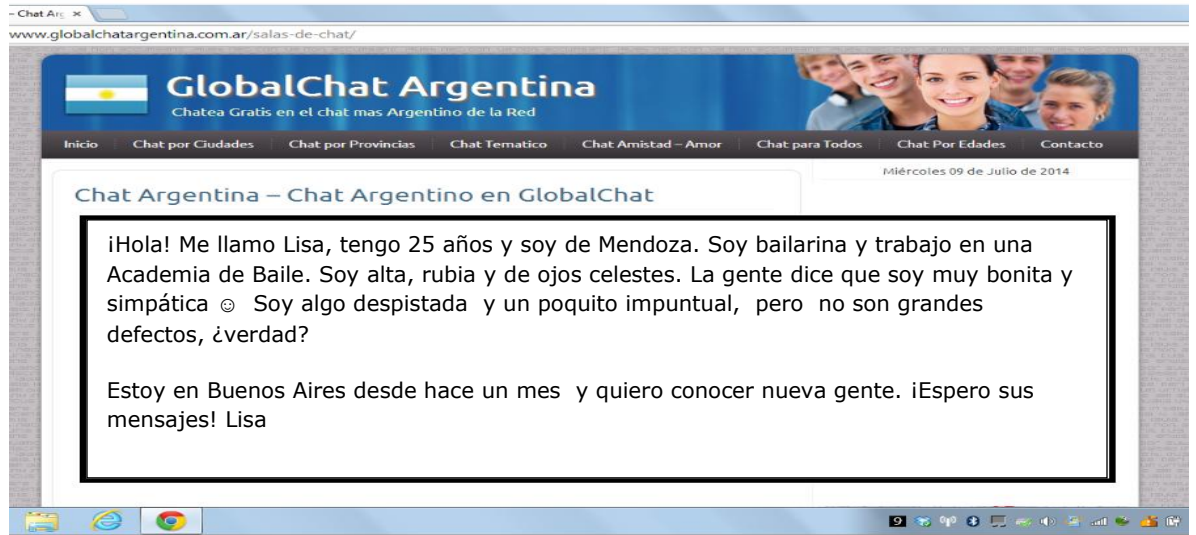 – Chat Arg
www.globalchatargentina.com.ar/salas-de-chat/
GlobalChat Argentina
Chatea Gratis en el chat mas Argentino de la Red
Inicio Chat por Ciudades Chat por Provincias Chat Tematico Chat Amistad – Amor Chat para Todos Chat Por Edades Contacto
Miércoles 09 de Julio de 2014
Chat Argentina – Chat Argentino en GlobalChat
¡Hola! Me llamo Lisa, tengo 25 años y soy de Mendoza. Soy bailarina y trabajo en una
Academia de Baile. Soy alta, rubia y de ojos celestes. La gente dice que soy muy bonita y
simpática ☺ Soy algo despistada y un poquito impuntual, pero no son grandes
defectos, ¿verdad?
Estoy en Buenos Aires desde hace un mes y quiero conocer nueva gente. ¡Espero sus
mensajes! Lisa
9